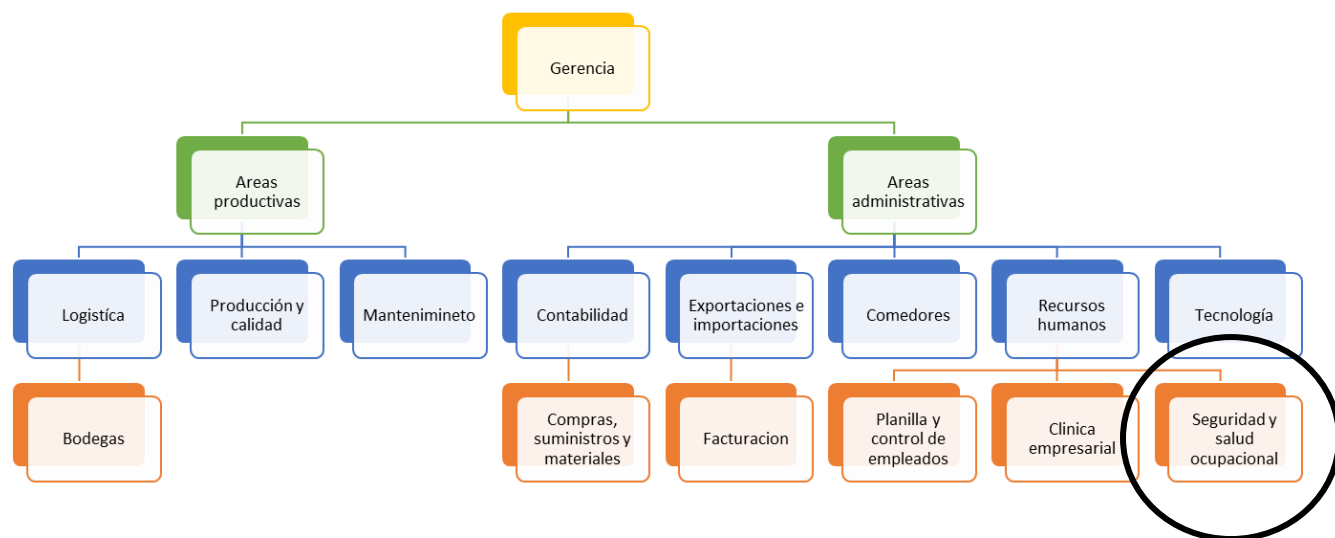 Gerencia
Areas
productivas
Areas
administrativas
Logistíca
Producción y
calidad
Mantenimineto
Contabilidad
Exportaciones e
importaciones
Comedores
Recursos
humanos
Tecnología
Bodegas
Compras,
suministros y
materiales
Facturacion
Planilla y
control de
empleados
Clinica
empresarial
Seguridad y
salud
ocupacional